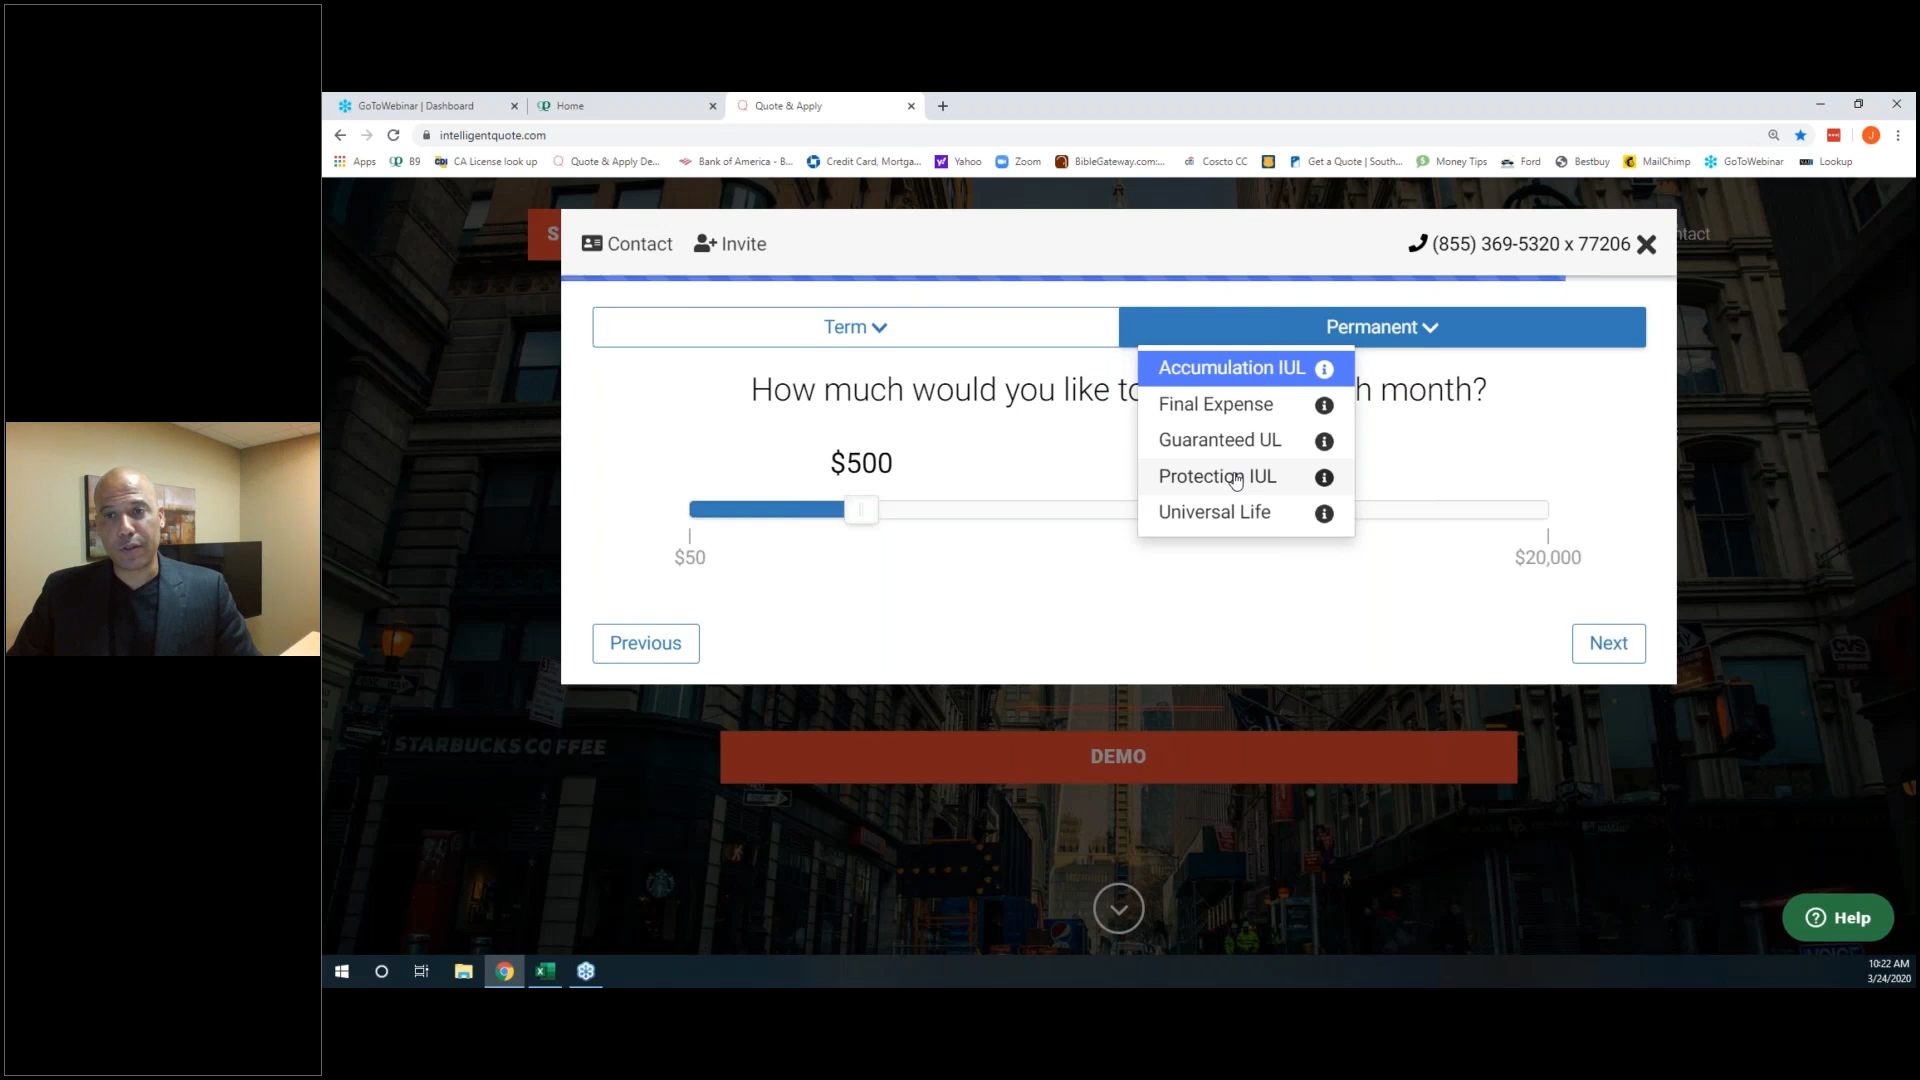 GoToWebinar | Dashboard
Home
Quote & Apply
intelligentquote.com
Apps
B9
CA License look up
Quote & Apply De...
Bank of America - B...
Credit Card, Mortga...
Yahoo
Zoom
BibleGateway.com:...
Coscto CC
Get a Quote | South...
Money Tips
Ford
Bestbuy
MailChimp
GoToWebinar
Lookup
S
Contact
Invite
(855) 369-5320 x 77206
ntact
Term
Permanent
How much would you like to
h month?
Accumulation IUL
Final Expense
Guaranteed UL
Protection IUL
Universal Life
$500
$50
$20,000
Previous
Next
STARBUCKS COFFEE
CVS
DEMO
Help
10:22 AM
3/24/2020